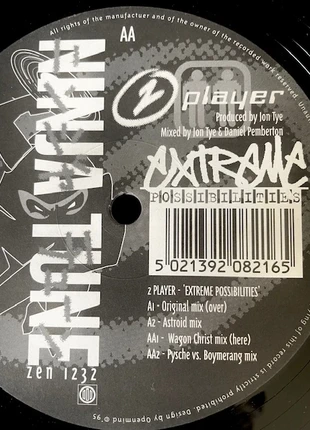 All rights of the manufacturer and of the owner of the recorded work reserved. Unau
AA
NINJA TUNE
zen 1232
2 player
Produced by Jon Tye
Mixed by Jon Tye & Daniel Pemberton
EXTREME
POSSIBILITIES
5 021392 082165
2 PLAYER - 'EXTREME POSSIBILITIES'
A1 - Original mix (over)
A2 - Astroid mix
AA1 - Wagon Christ mix (here)
AA2 - Pysche vs. Boymerang mix
ing of this record is strictly prohibited. Design by Openmind © '95